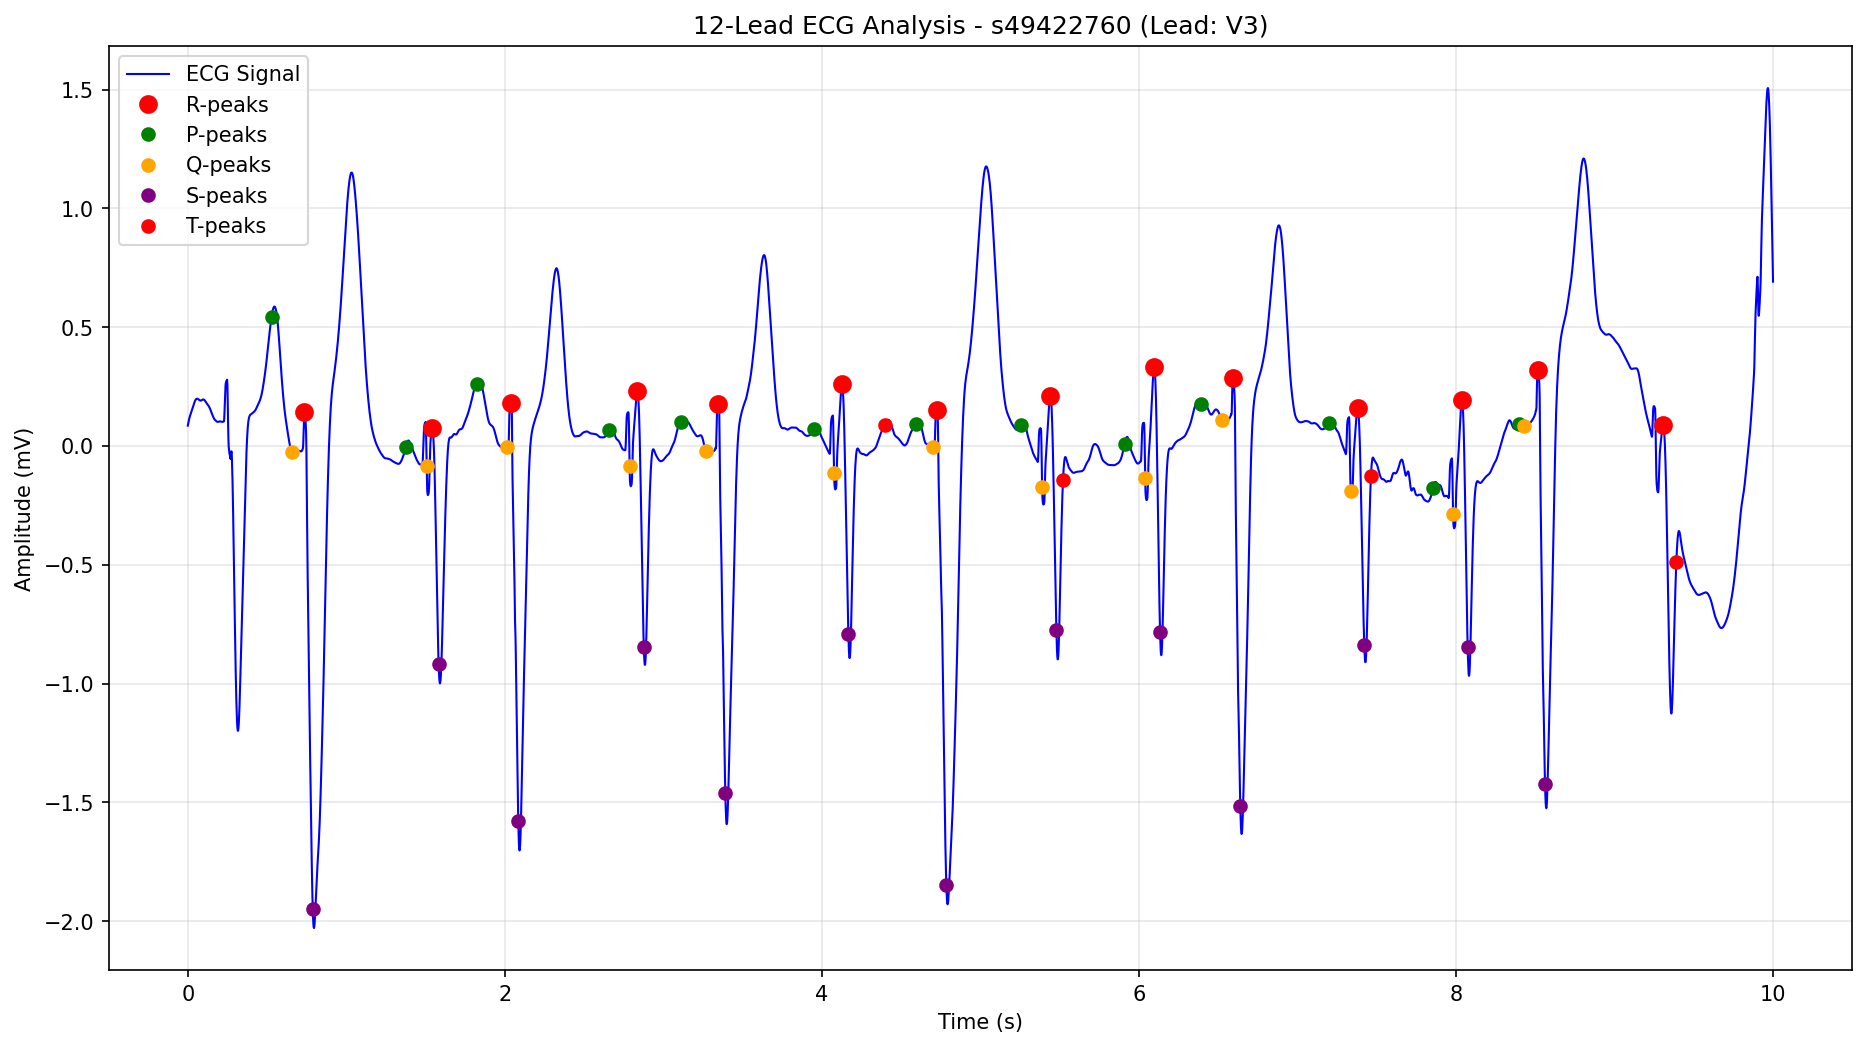 12-Lead ECG Analysis - s49422760 (Lead: V3)
ECG Signal
R-peaks
P-peaks
Q-peaks
S-peaks
T-peaks
Amplitude (mV)
1.5
1.0
0.5
0.0
−0.5
−1.0
−1.5
−2.0
0 2 4 6 8 10
Time (s)